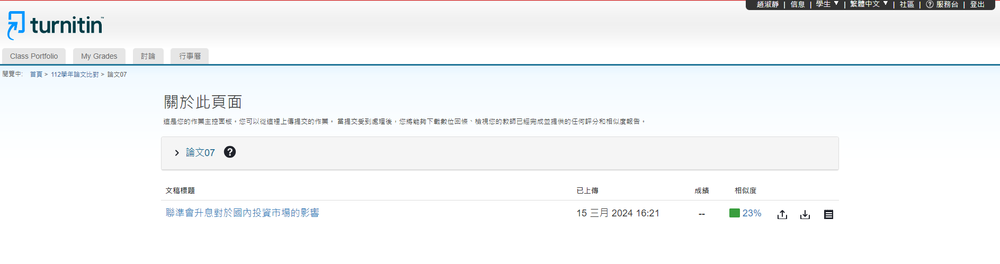 趙淑靜 | 信息 | 學生 ▼ | 繁體中文 ▼ | 社區 | ? 服務台 | 登出
turnitin™
Class Portfolio My Grades 討論 行事曆
閱覽中: 首頁 > 112學年論文比對 > 論文07
關於此頁面
這是您的作業主控面板。您可以從這裡上傳提交的作業。 當提交受到處理後，您將能夠下載數位回條、檢視您的教師已經完成並提供的任何評分和相似度報告。
> 論文07 ?
文稿標題 已上傳 成績 相似度
聯準會升息對於國內投資市場的影響 15 三月 2024 16:21 -- 23%